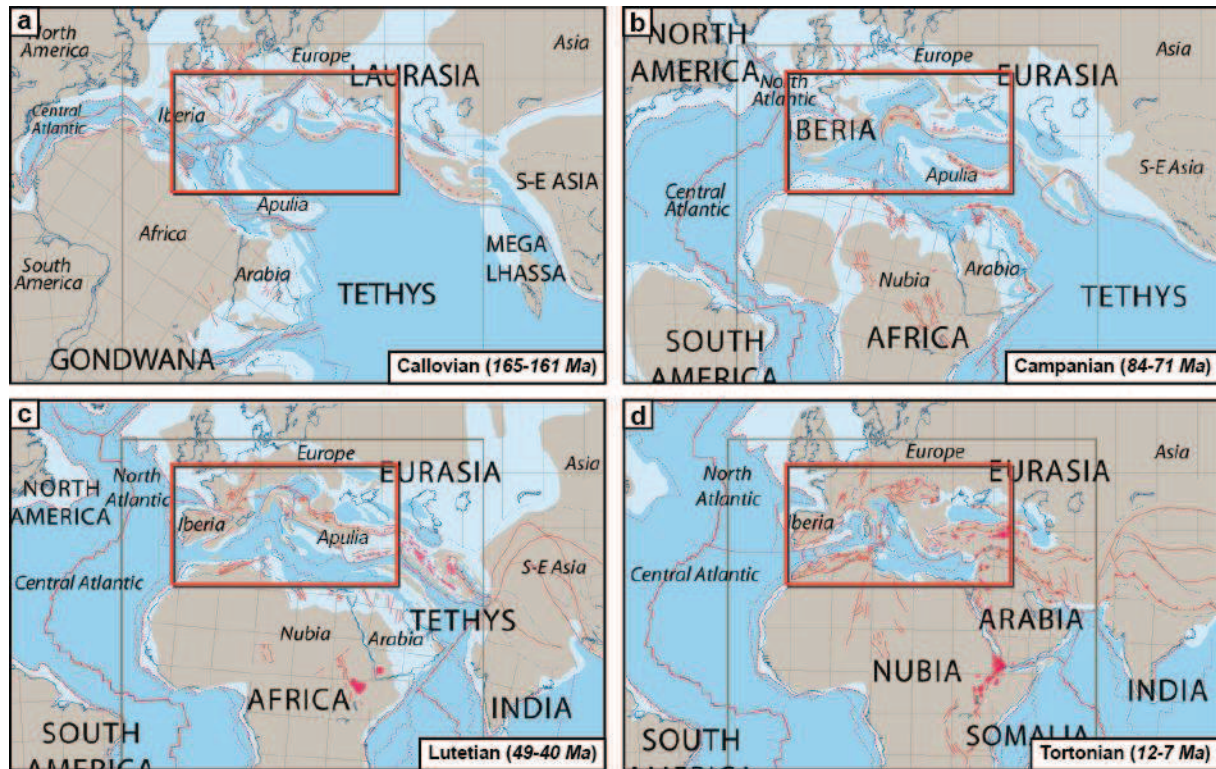 a
North
America
Europe
Asia
LAURASIA
Central
Atlantic
Iberia
S-E ASIA
Apulia
Africa
MEGA
LHASSA
South
America
Arabia
TETHYS
GONDWANA
Callovian (165-161 Ma)
b
NORTH
AMERICA
Europe
Asia
EURASIA
North
Atlantic
IBERIA
S-E Asia
Apulia
Central
Atlantic
Nubia
Arabia
TETHYS
AFRICA
SOUTH
AMERICA
Campanian (84-71 Ma)
c
Europe
EURASIA
Asia
North
Atlantic
NORTH
AMERICA
Iberia
Apulia
Central Atlantic
S-E Asia
TETHYS
Nubia
Arabia
AFRICA
INDIA
SOUTH
AMERICA
Lutetian (49-40 Ma)
d
Europe
Asia
EURASIA
North
Atlantic
Iberia
Central Atlantic
ARABIA
NUBIA
INDIA
SOUTH
AMERICA
SOMALIA
Tortonian (12-7 Ma)